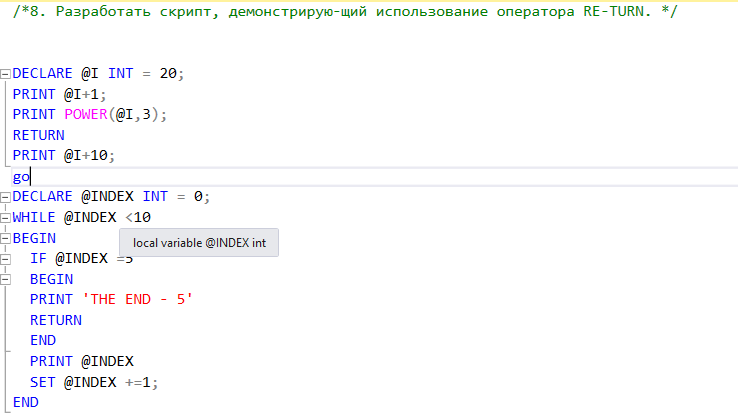 /*8. Разработать скрипт, демонстрирую-щий использование оператора RE-TURN. */
DECLARE @I INT = 20;
PRINT @I+1;
PRINT POWER(@I,3);
RETURN
PRINT @I+10;
go
DECLARE @INDEX INT = 0;
WHILE @INDEX <10
BEGIN
local variable @INDEX int
IF @INDEX =5
BEGIN
PRINT 'THE END - 5'
RETURN
END
PRINT @INDEX
SET @INDEX +=1;
END